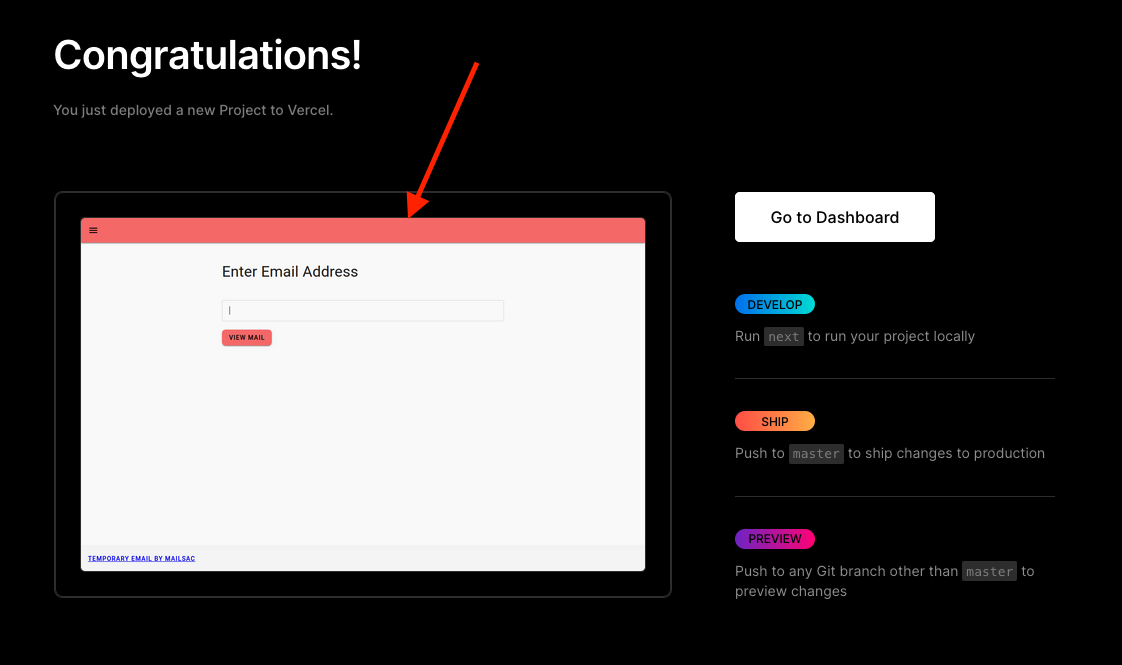 Congratulations!
You just deployed a new Project to Vercel.
Enter Email Address
VIEW MAIL
TEMPORARY EMAIL BY MAILSAC
Go to Dashboard
DEVELOP
Run next to run your project locally
SHIP
Push to master to ship changes to production
PREVIEW
Push to any Git branch other than master to
preview changes